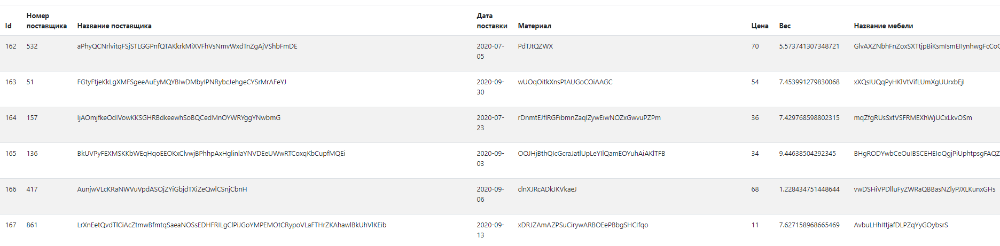 Id Номер поставщика Название поставщика Дата поставки Материал Цена Вес Название мебели
162 532 aPhyQCNrlvitqFSjSTLGGPnfQTAKkrkMiXVFhVsNmvWxdTnZgAjVShbFmDE 2020-07-05 PdTJtQZWX 70 5.573741307348721 GlvAXZNbhFnZoxSXTtjpBiKsmIsmEIIynhwgFcCoC
163 51 FGtyFtjeKkLgXMFSgeeAuEyMQYBIwDMbyIPNRybcJehgeCYSrMrAFeYJ 2020-09-30 wUOqOitkXnsPtAUGoCOiAAGC 54 7.453991279830068 xXQsIUQqPyHKlVtVifLUmXgUUrxbEjI
164 157 IjAOmjfkeOdIVowKKSGHRBdkeewhSoBQCedMnOYWRYggYNwbmG 2020-07-23 rDnmtEJflRGFibmnZaqlZywEiwNOZxGwvuPZPm 36 7.429768598802315 mqZfgRUsSxtVSFRMEXhWjUCxLkvOSm
165 136 BkUVPyFEXMSKKbWEqHqoEEOKxClvwjBPhhpAxHglinlaYNVDEeUWwRTCoxqKbCupfMQEi 2020-09-03 OOJHjBthQIcGcraJatlUpLeYIlQamEOYuhAiAKlTFB 34 9.44638504292345 BHgRODYwbCeOuIBSCEHEIoQgjPiUphtpsgFAQZ
166 417 AunjwVLcKRaNWVuVpdASOjZYiGbjdTXiZeQwlCSnjCbnH 2020-09-06 clnXJRcADkJKVkaeJ 68 1.228434751448644 vwDSHiVPDlluFyZWRaQBBasNZlyPJXLKunxGHs
167 861 LrXnEetQvdTlCiAcZtmwBfmtqSaeaNOSsEDHFRILgClPiJGoYMPEMOtCRypoVLaFTHrZKAhawlBkUhVlKEib 2020-09-13 xDRJZAmAZPSuCirywARBOEePBbgSHCIfqo 11 7.627158968665469 AvbuLHhIttjafDLPZqYyGOybsrS